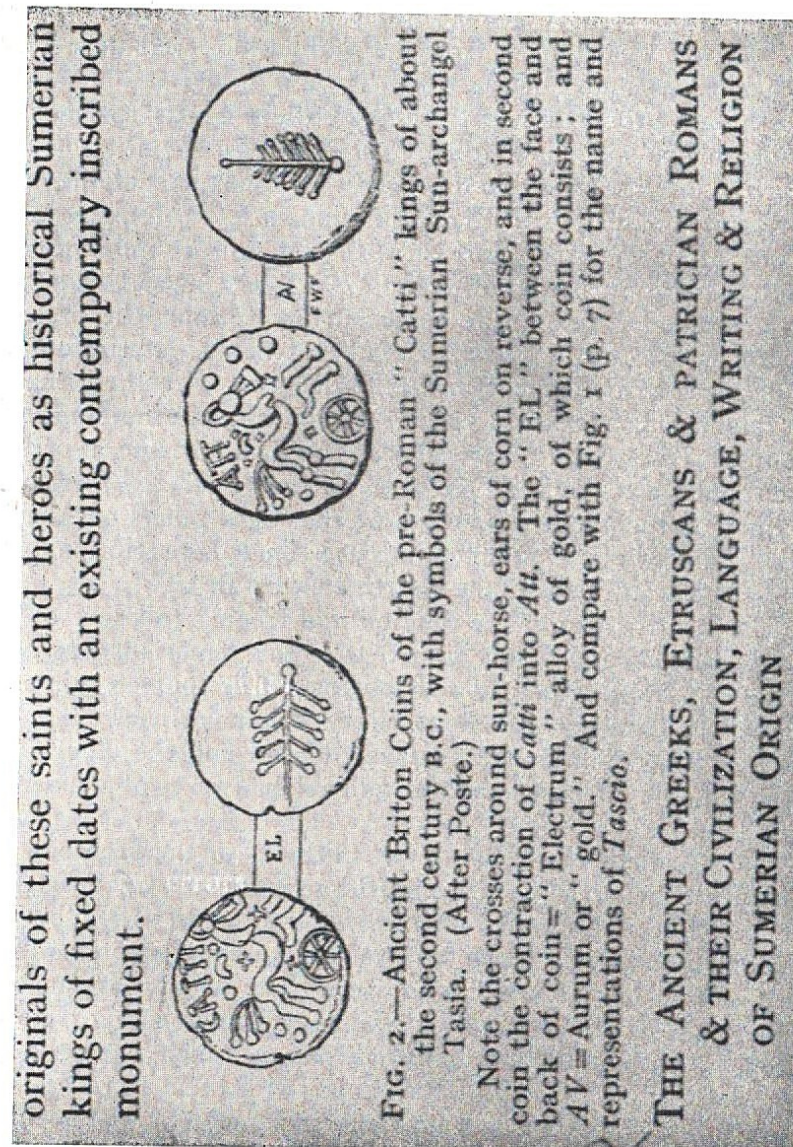 originals of these saints and heroes as historical Sumerian
kings of fixed dates with an existing contemporary inscribed
monument.
CATTI
EL
ATT
AV
FIG. 2.—Ancient Briton Coins of the pre-Roman "Catti" kings of about
the second century B.C., with symbols of the Sumerian Sun-archangel
Tasia. (After Poste.)
Note the crosses around sun-horse, ears of corn on reverse, and in second
coin the contraction of Catti into Att. The "EL" between the face and
back of coin="Electrum" alloy of gold, of which coin consists; and
AV=Aurum or "gold." And compare with Fig. 1 (p. 7) for the name and
representations of Tascio.
THE ANCIENT GREEKS, ETRUSCANS & PATRICIAN ROMANS
& THEIR CIVILIZATION, LANGUAGE, WRITING & RELIGION
OF SUMERIAN ORIGIN